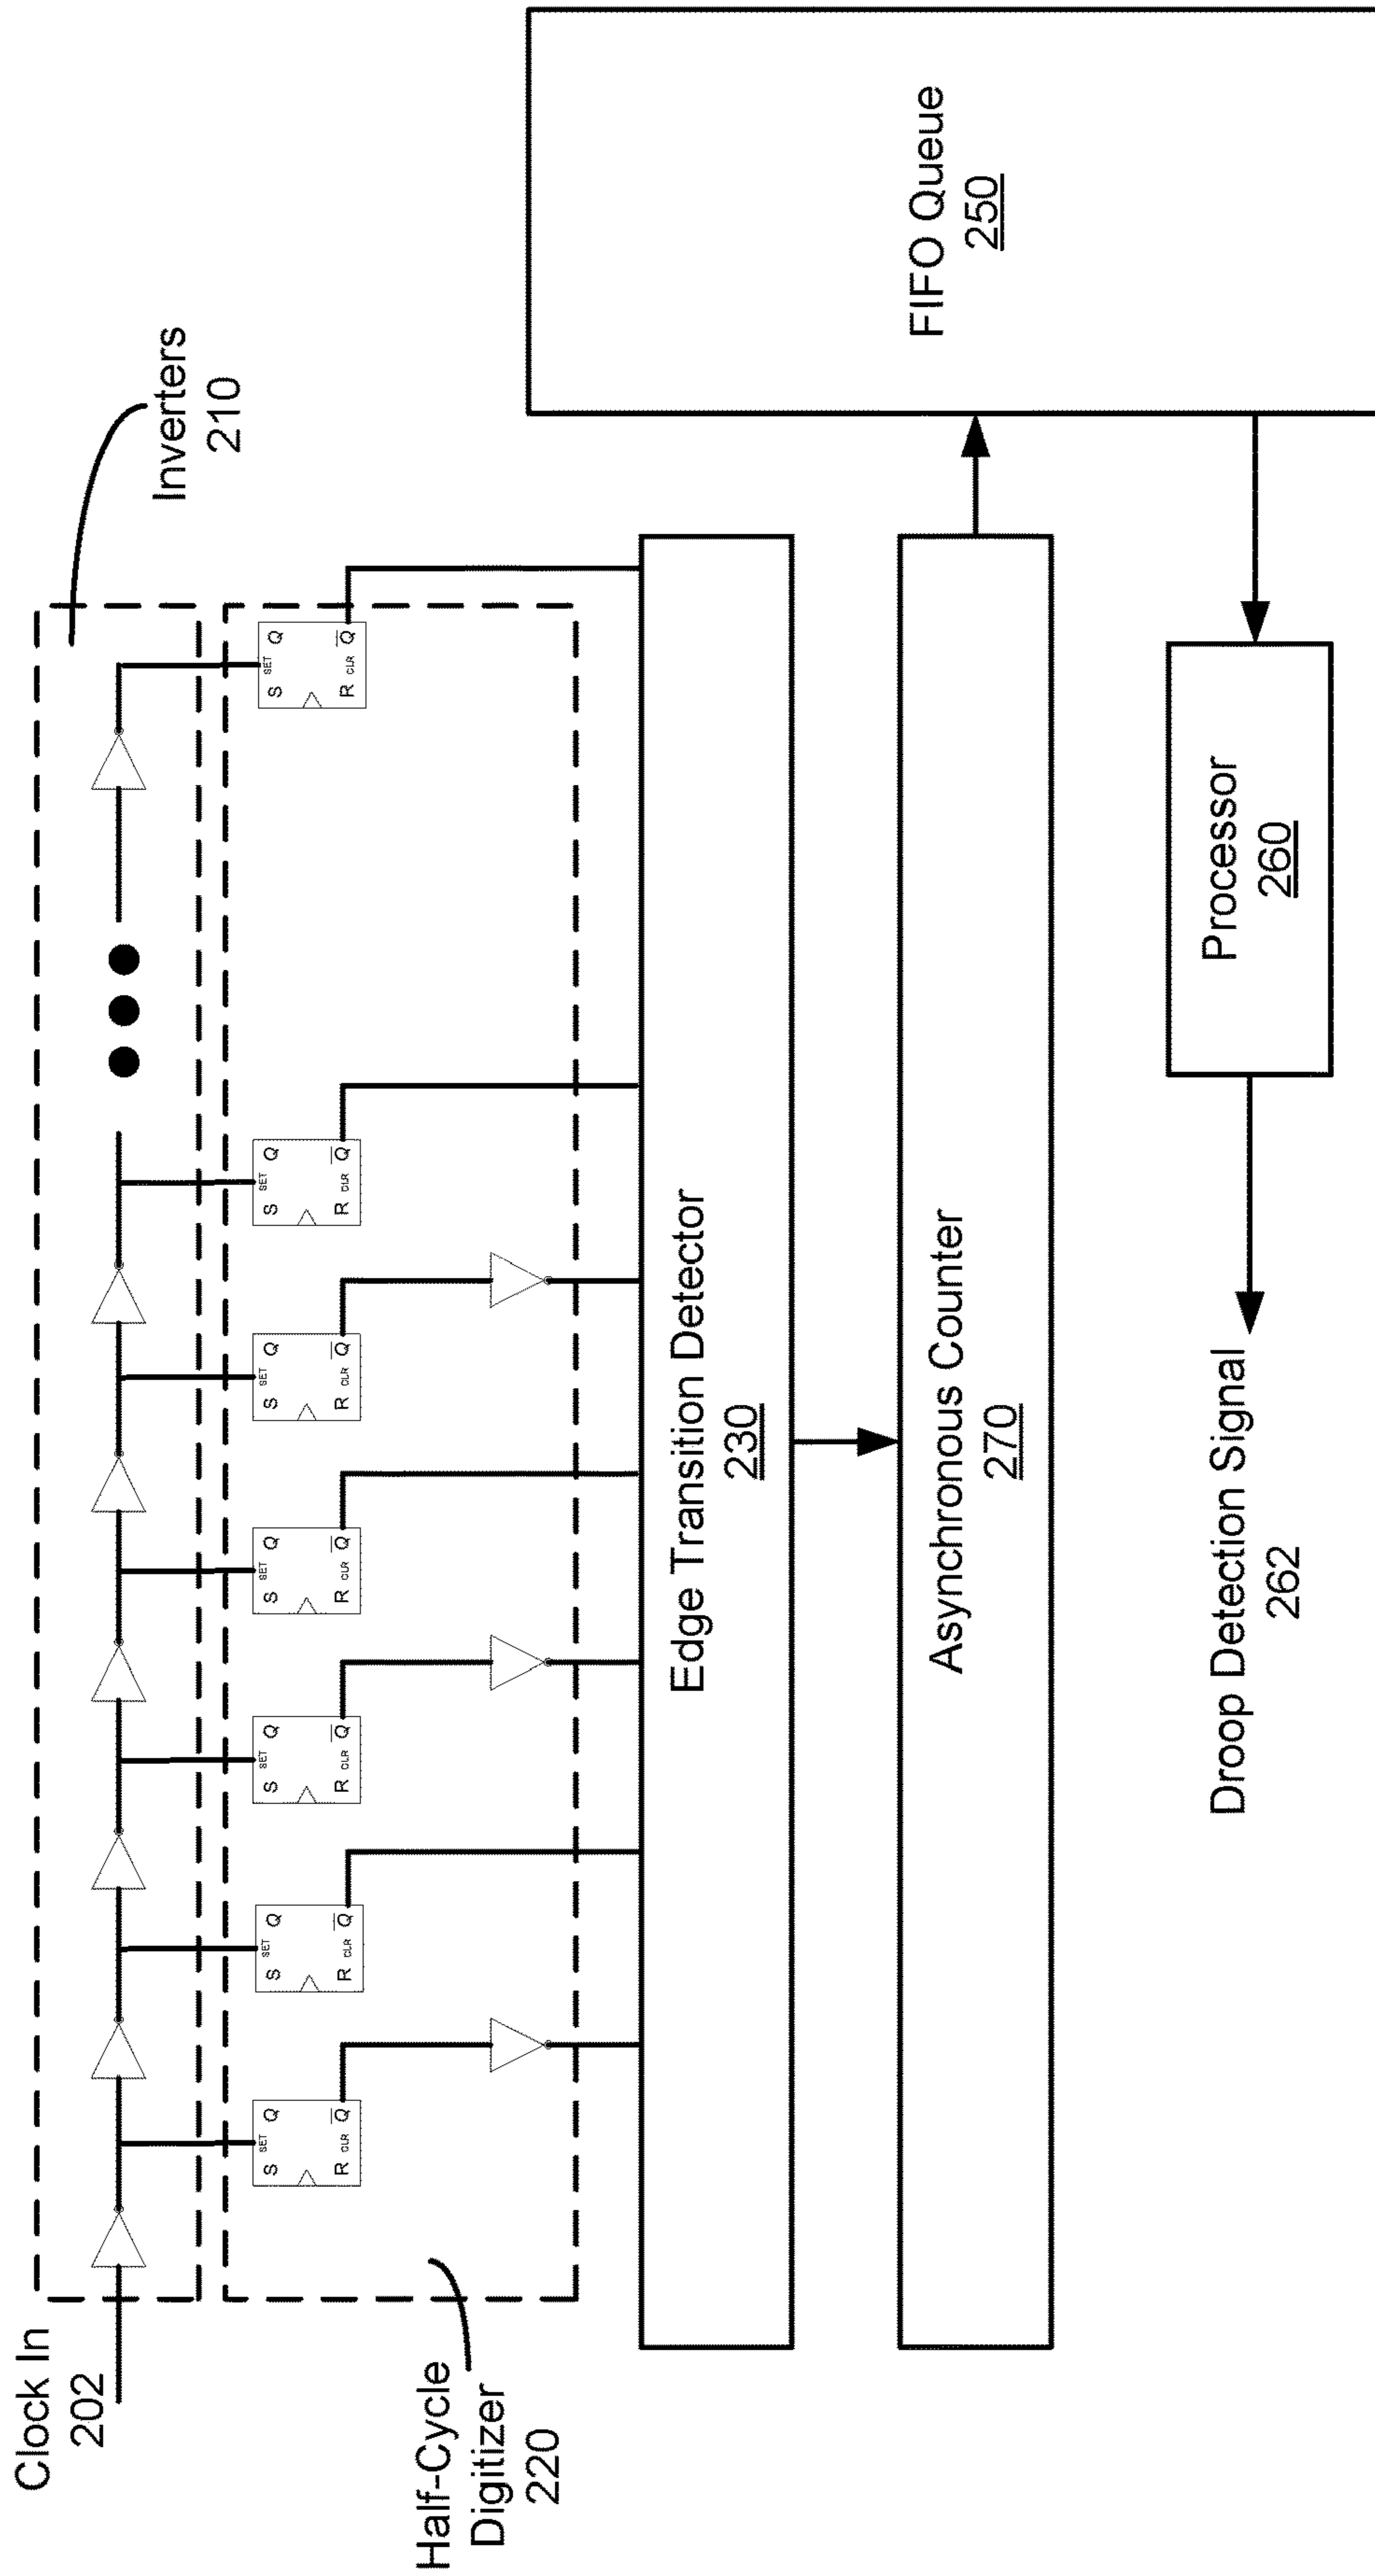 Clock In
202
Inverters
210
S SET Q
R CLR Q̅
S SET Q
R CLR Q̅
S SET Q
R CLR Q̅
S SET Q
R CLR Q̅
S SET Q
R CLR Q̅
S SET Q
R CLR Q̅
S SET Q
R CLR Q̅
Half-Cycle
Digitizer
220
Edge Transition Detector
230
Asynchronous Counter
270
FIFO Queue
250
Processor
260
Droop Detection Signal
262